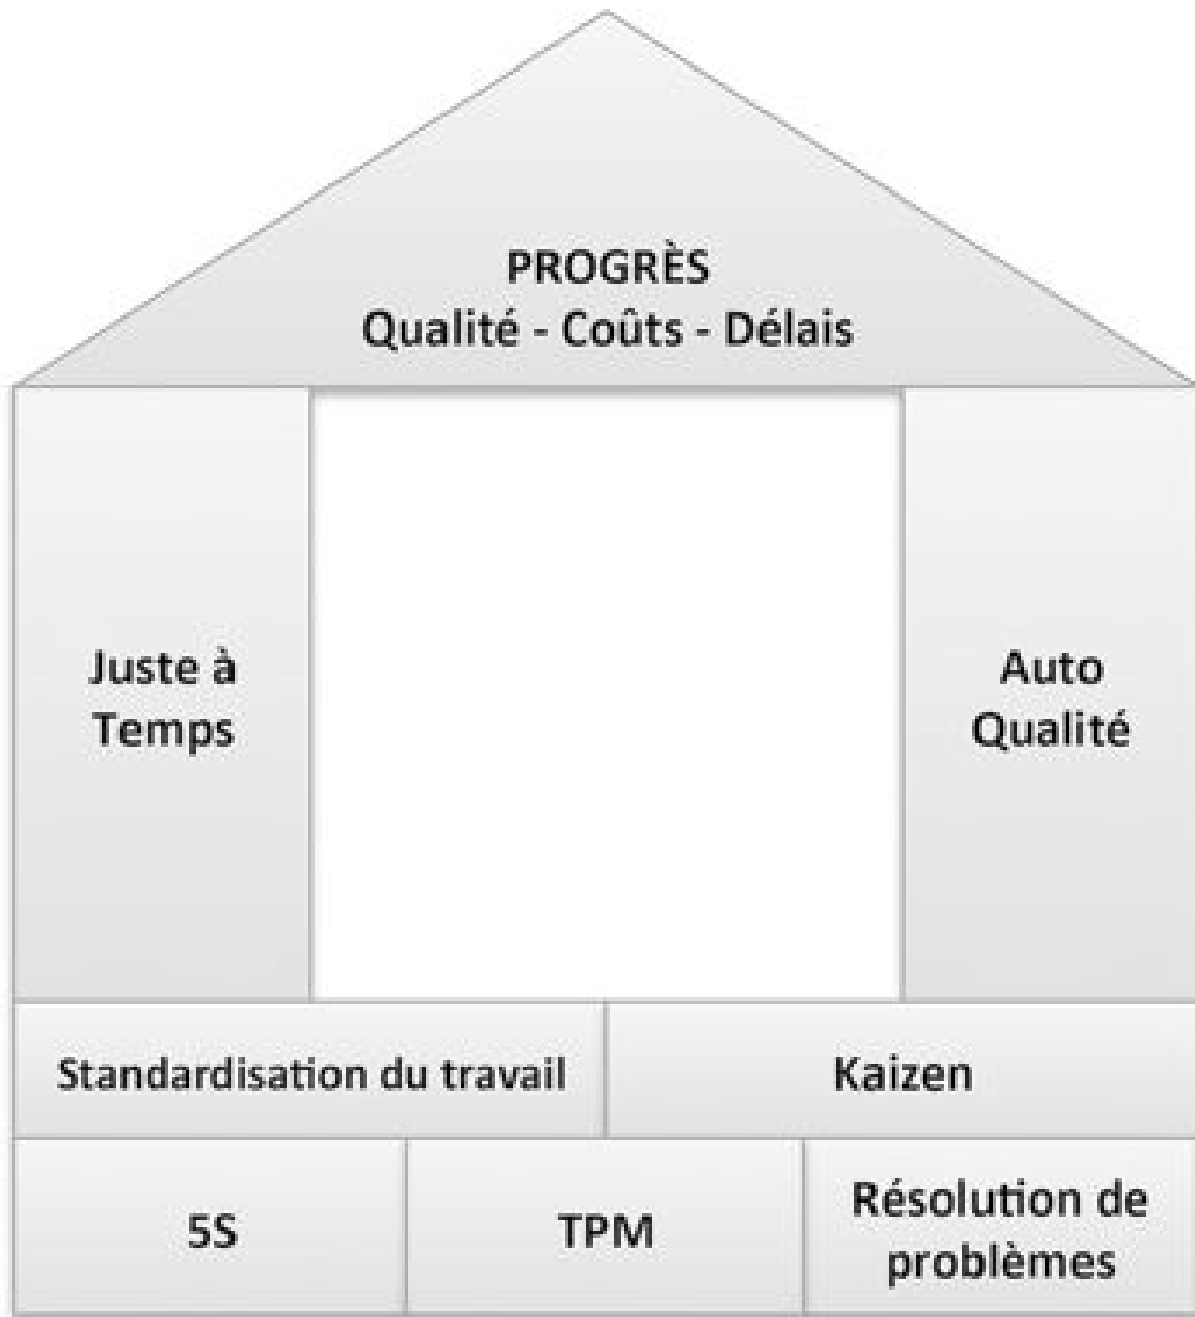 PROGRÈS
Qualité - Coûts - Délais
Juste à
Temps
Auto
Qualité
Standardisation du travail
Kaizen
5S
TPM
Résolution de
problèmes